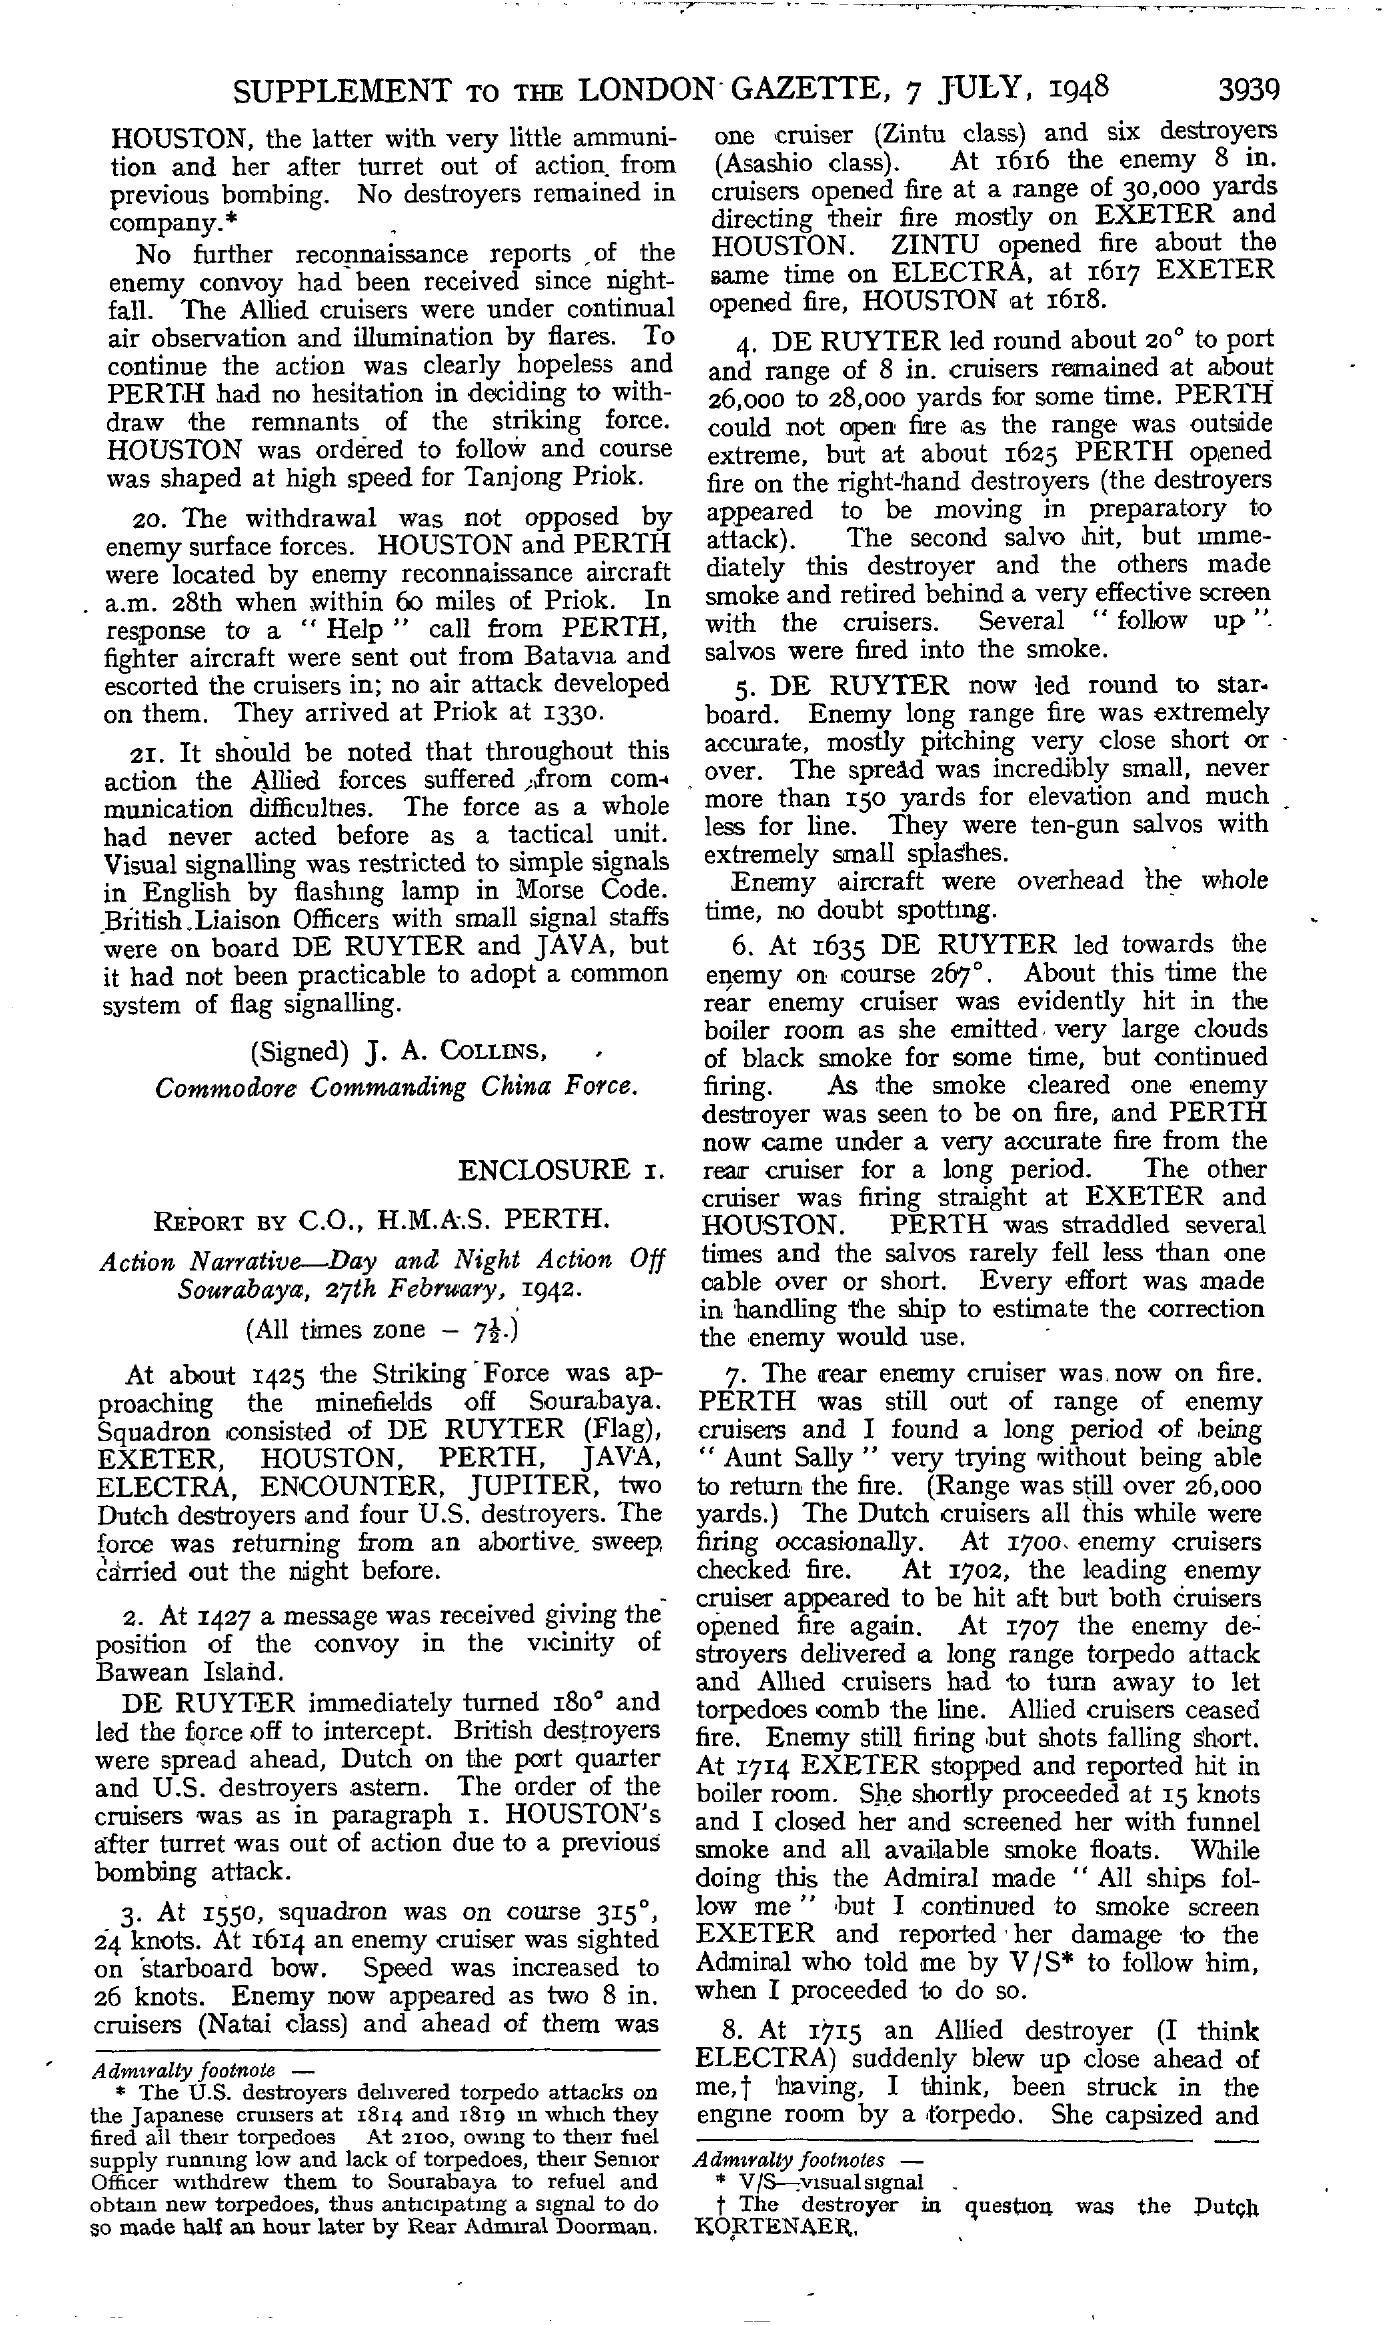 SUPPLEMENT TO THE LONDON GAZETTE, 7 JULY, 1948 3939
HOUSTON, the latter with very little ammuni-
tion and her after turret out of action from
previous bombing. No destroyers remained in
company.*
No further reconnaissance reports of the
enemy convoy had been received since night-
fall. The Allied cruisers were under continual
air observation and illumination by flares. To
continue the action was clearly hopeless and
PERTH had no hesitation in deciding to with-
draw the remnants of the striking force.
HOUSTON was ordered to follow and course
was shaped at high speed for Tanjong Priok.
20. The withdrawal was not opposed by
enemy surface forces. HOUSTON and PERTH
were located by enemy reconnaissance aircraft
a.m. 28th when within 60 miles of Priok. In
response to a " Help " call from PERTH,
fighter aircraft were sent out from Batavia and
escorted the cruisers in; no air attack developed
on them. They arrived at Priok at 1330.
21. It should be noted that throughout this
action the Allied forces suffered from com-
munication difficulties. The force as a whole
had never acted before as a tactical unit.
Visual signalling was restricted to simple signals
in English by flashing lamp in Morse Code.
British Liaison Officers with small signal staffs
were on board DE RUYTER and JAVA, but
it had not been practicable to adopt a common
system of flag signalling.
(Signed) J. A. COLLINS,
Commodore Commanding China Force.
ENCLOSURE 1.
REPORT BY C.O., H.M.A.S. PERTH.
Action Narrative—Day and Night Action Off
Sourabaya, 27th February, 1942.
(All times zone – 7½.)
At about 1425 the Striking Force was ap-
proaching the minefields off Sourabaya.
Squadron consisted of DE RUYTER (Flag),
EXETER, HOUSTON, PERTH, JAVA,
ELECTRA, ENCOUNTER, JUPITER, two
Dutch destroyers and four U.S. destroyers. The
force was returning from an abortive sweep
carried out the night before.
2. At 1427 a message was received giving the
position of the convoy in the vicinity of
Bawean Island.
DE RUYTER immediately turned 180° and
led the force off to intercept. British destroyers
were spread ahead, Dutch on the port quarter
and U.S. destroyers astern. The order of the
cruisers was as in paragraph 1. HOUSTON's
after turret was out of action due to a previous
bombing attack.
3. At 1550, squadron was on course 315°,
24 knots. At 1614 an enemy cruiser was sighted
on starboard bow. Speed was increased to
26 knots. Enemy now appeared as two 8 in.
cruisers (Natai class) and ahead of them was
Admiralty footnote —
* The U.S. destroyers delivered torpedo attacks on
the Japanese cruisers at 1814 and 1819 in which they
fired all their torpedoes At 2100, owing to their fuel
supply running low and lack of torpedoes, their Senior
Officer withdrew them to Sourabaya to refuel and
obtain new torpedoes, thus anticipating a signal to do
so made half an hour later by Rear Admiral Doorman.
one cruiser (Zintu class) and six destroyers
(Asashio class). At 1616 the enemy 8 in.
cruisers opened fire at a range of 30,000 yards
directing their fire mostly on EXETER and
HOUSTON. ZINTU opened fire about the
same time on ELECTRA, at 1617 EXETER
opened fire, HOUSTON at 1618.
4. DE RUYTER led round about 20° to port
and range of 8 in. cruisers remained at about
26,000 to 28,000 yards for some time. PERTH
could not open fire as the range was outside
extreme, but at about 1625 PERTH opened
fire on the right-hand destroyers (the destroyers
appeared to be moving in preparatory to
attack). The second salvo hit, but imme-
diately this destroyer and the others made
smoke and retired behind a very effective screen
with the cruisers. Several " follow up "
salvos were fired into the smoke.
5. DE RUYTER now led round to star-
board. Enemy long range fire was extremely
accurate, mostly pitching very close short or
over. The spread was incredibly small, never
more than 150 yards for elevation and much
less for line. They were ten-gun salvos with
extremely small splashes.
Enemy aircraft were overhead the whole
time, no doubt spotting.
6. At 1635 DE RUYTER led towards the
enemy on course 267°. About this time the
rear enemy cruiser was evidently hit in the
boiler room as she emitted very large clouds
of black smoke for some time, but continued
firing. As the smoke cleared one enemy
destroyer was seen to be on fire, and PERTH
now came under a very accurate fire from the
rear cruiser for a long period. The other
cruiser was firing straight at EXETER and
HOUSTON. PERTH was straddled several
times and the salvos rarely fell less than one
cable over or short. Every effort was made
in handling the ship to estimate the correction
the enemy would use.
7. The rear enemy cruiser was now on fire.
PERTH was still out of range of enemy
cruisers and I found a long period of being
" Aunt Sally " very trying without being able
to return the fire. (Range was still over 26,000
yards.) The Dutch cruisers all this while were
firing occasionally. At 1700 enemy cruisers
checked fire. At 1702, the leading enemy
cruiser appeared to be hit aft but both cruisers
opened fire again. At 1707 the enemy de-
stroyers delivered a long range torpedo attack
and Allied cruisers had to turn away to let
torpedoes comb the line. Allied cruisers ceased
fire. Enemy still firing but shots falling short.
At 1714 EXETER stopped and reported hit in
boiler room. She shortly proceeded at 15 knots
and I closed her and screened her with funnel
smoke and all available smoke floats. While
doing this the Admiral made " All ships fol-
low me " but I continued to smoke screen
EXETER and reported her damage to the
Admiral who told me by V/S* to follow him,
when I proceeded to do so.
8. At 1715 an Allied destroyer (I think
ELECTRA) suddenly blew up close ahead of
me,† having, I think, been struck in the
engine room by a torpedo. She capsized and
Admiralty footnotes —
* V/S—visual signal
† The destroyer in question was the Dutch
KORTENAER.